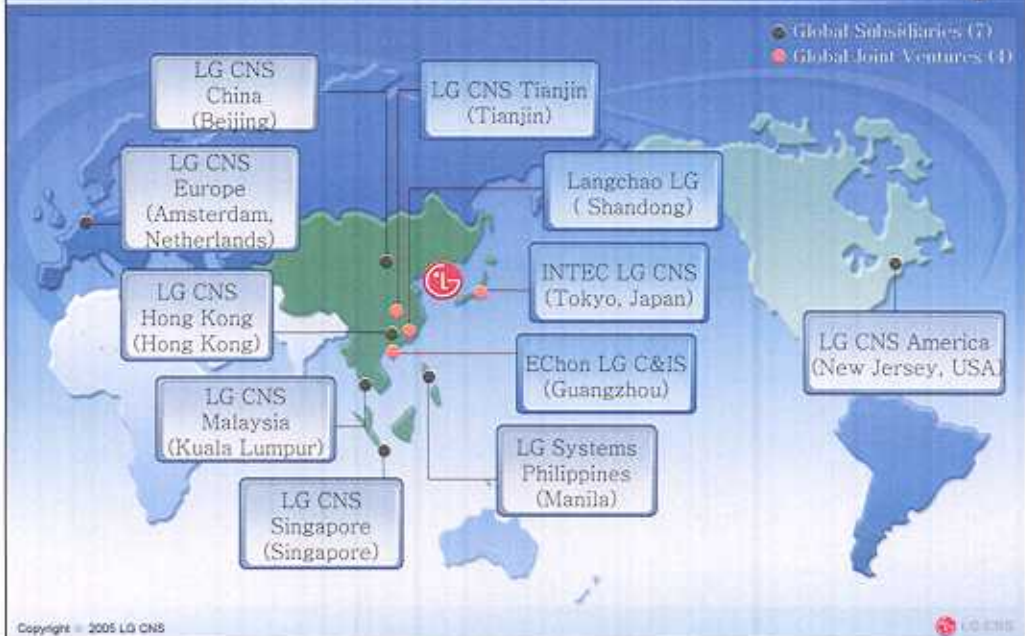 Global Subsidiaries (7)
Global Joint Ventures (4)
LG CNS
China
(Beijing)
LG CNS Tianjin
(Tianjin)
LG CNS
Europe
(Amsterdam,
Netherlands)
Langchao LG
( Shandong)
LG CNS
Hong Kong
(Hong Kong)
LG
INTEC LG CNS
(Tokyo, Japan)
LG CNS America
(New Jersey, USA)
EChon LG C&IS
(Guangzhou)
LG CNS
Malaysia
(Kuala Lumpur)
LG Systems
Philippines
(Manila)
LG CNS
Singapore
(Singapore)
Copyright © 2005 LG CNS
LG CNS